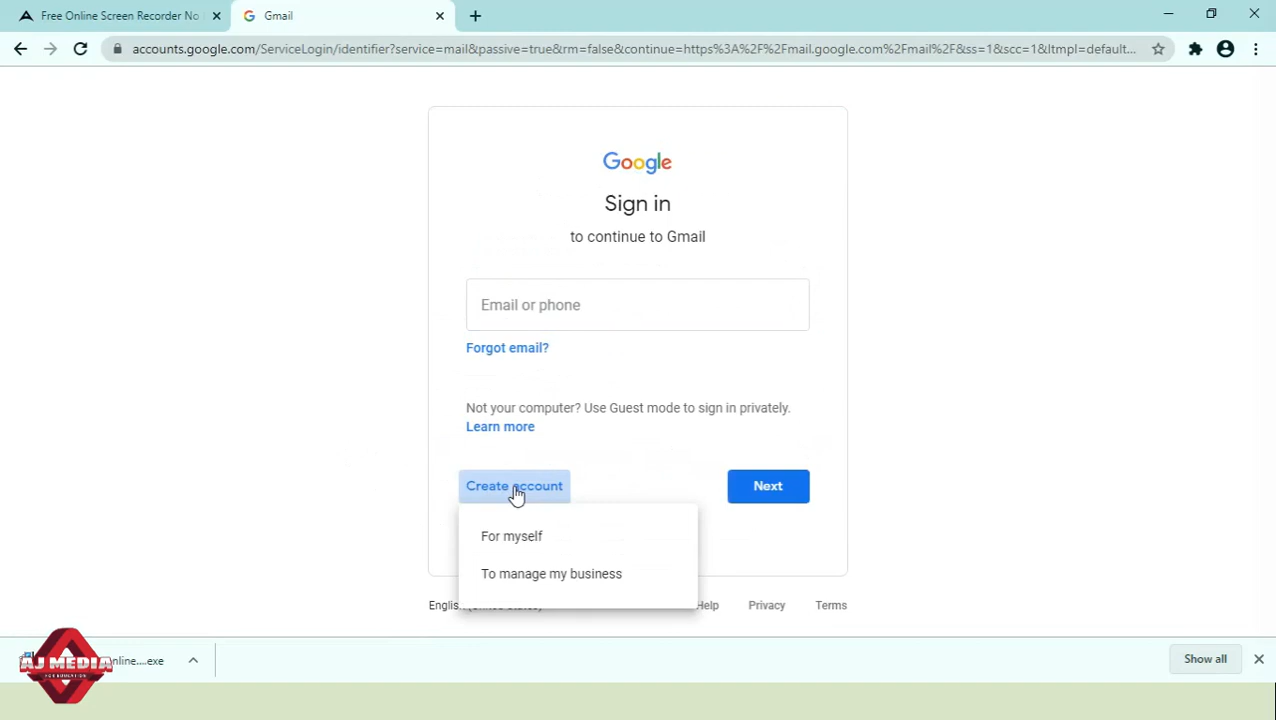 Free Online Screen Recorder No
Gmail
accounts.google.com/ServiceLogin/identifier?service=mail&passive=true&rm=false&continue=https%3A%2F%2Fmail.google.com%2Fmail%2F&ss=1&scc=1&ltmpl=default...
Google
Sign in
to continue to Gmail
Email or phone
Forgot email?
Not your computer? Use Guest mode to sign in privately.
Learn more
Create account
Next
For myself
To manage my business
Help Privacy Terms
nline....exe
Show all
AJ MEDIA